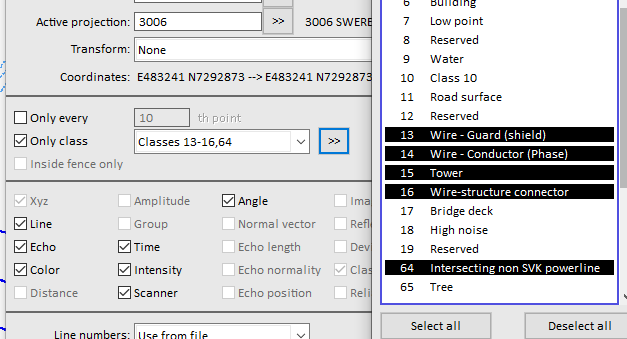 Active projection: 3006 >> 3006 SWERE
Transform: None
Coordinates: E483241 N7292873 --> E483241 N7292873
Only every 10 th point
Only class Classes 13-16,64 >>
Inside fence only
Xyz Amplitude Angle Ima
Line Group Normal vector Refle
Echo Time Echo length Dev
Color Intensity Echo normality Clas
Distance Scanner Echo position Reli
Line numbers: Use from file
6 Building
7 Low point
8 Reserved
9 Water
10 Class 10
11 Road surface
12 Reserved
13 Wire - Guard (shield)
14 Wire - Conductor (Phase)
15 Tower
16 Wire-structure connector
17 Bridge deck
18 High noise
19 Reserved
64 Intersecting non SVK powerline
65 Tree
Select all Deselect all